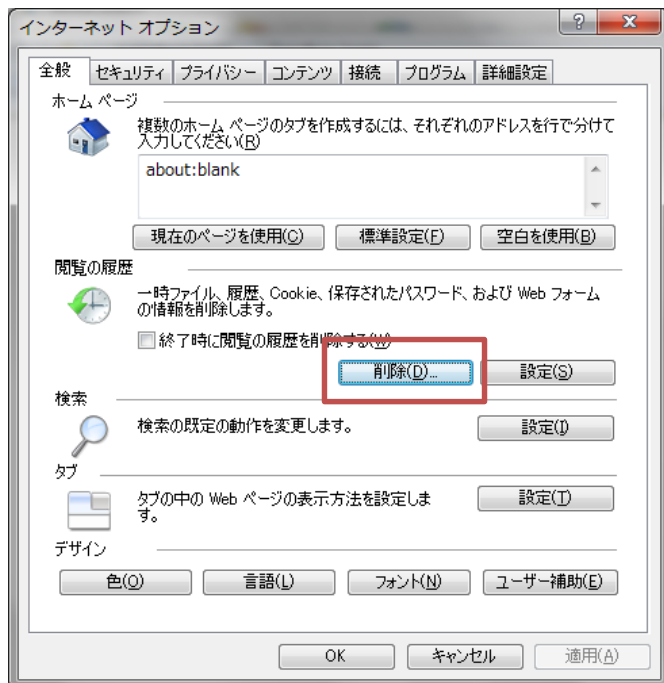 インターネット オプション
全般 セキュリティ プライバシー コンテンツ 接続 プログラム 詳細設定
ホーム ページ
複数のホーム ページのタブを作成するには、それぞれのアドレスを行で分けて
入力してください(R)
about:blank
現在のページを使用(C) 標準設定(F) 空白を使用(B)
閲覧の履歴
一時ファイル、履歴、Cookie、保存されたパスワード、および Web フォーム
の情報を削除します。
終了時に閲覧の履歴を削除する(W)
削除(D)... 設定(S)
検索
検索の既定の動作を変更します。 設定(I)
タブ
タブの中の Web ページの表示方法を設定しま
す。
設定(T)
デザイン
色(O) 言語(L) フォント(N) ユーザー補助(E)
OK キャンセル 適用(A)